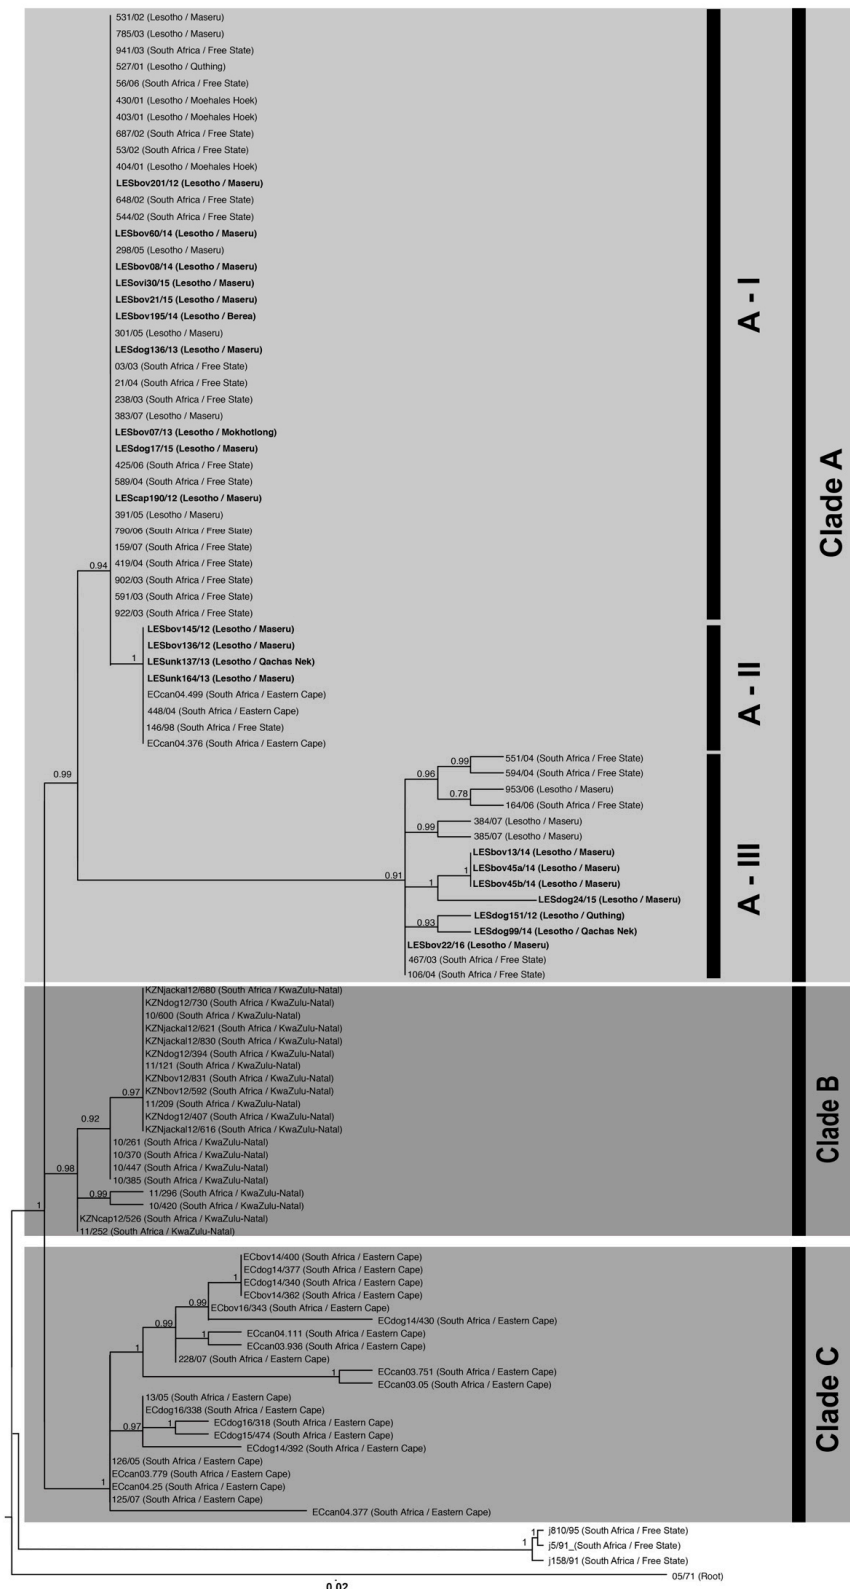 531/02 (Lesotho / Maseru)
785/03 (Lesotho / Maseru)
941/03 (South Africa / Free State)
527/01 (Lesotho / Quthing)
56/06 (South Africa / Free State)
430/01 (Lesotho / Moehales Hoek)
403/01 (Lesotho / Moehales Hoek)
687/02 (South Africa / Free State)
53/02 (South Africa / Free State)
404/01 (Lesotho / Moehales Hoek)
LESbov201/12 (Lesotho / Maseru)
648/02 (South Africa / Free State)
544/02 (South Africa / Free State)
LESbov60/14 (Lesotho / Maseru)
298/05 (Lesotho / Maseru)
LESbov08/14 (Lesotho / Maseru)
LESovi30/15 (Lesotho / Maseru)
LESbov21/15 (Lesotho / Maseru)
LESbov195/14 (Lesotho / Berea)
301/05 (Lesotho / Maseru)
LESdog136/13 (Lesotho / Maseru)
03/03 (South Africa / Free State)
21/04 (South Africa / Free State)
238/03 (South Africa / Free State)
383/07 (Lesotho / Maseru)
LESbov07/13 (Lesotho / Mokhotlong)
LESdog17/15 (Lesotho / Maseru)
425/06 (South Africa / Free State)
589/04 (South Africa / Free State)
LEScap190/12 (Lesotho / Maseru)
391/05 (Lesotho / Maseru)
790/06 (South Africa / Free State)
159/07 (South Africa / Free State)
419/04 (South Africa / Free State)
902/03 (South Africa / Free State)
591/03 (South Africa / Free State)
922/03 (South Africa / Free State)
0.94
A - I
LESbov145/12 (Lesotho / Maseru)
LESbov136/12 (Lesotho / Maseru)
LESunk137/13 (Lesotho / Qachas Nek)
LESunk164/13 (Lesotho / Maseru)
ECcan04.499 (South Africa / Eastern Cape)
448/04 (South Africa / Eastern Cape)
146/98 (South Africa / Free State)
ECcan04.376 (South Africa / Eastern Cape)
1
A - II
0.99
551/04 (South Africa / Free State)
594/04 (South Africa / Free State)
953/06 (Lesotho / Maseru)
164/06 (South Africa / Free State)
384/07 (Lesotho / Maseru)
385/07 (Lesotho / Maseru)
LESbov13/14 (Lesotho / Maseru)
LESbov45a/14 (Lesotho / Maseru)
LESbov45b/14 (Lesotho / Maseru)
LESdog24/15 (Lesotho / Maseru)
LESdog151/12 (Lesotho / Quthing)
LESdog99/14 (Lesotho / Qachas Nek)
LESbov22/16 (Lesotho / Maseru)
467/03 (South Africa / Free State)
106/04 (South Africa / Free State)
0.99
0.96
0.78
0.99
1
1
0.91
0.93
A - III
Clade A
KZNjackal12/680 (South Africa / KwaZulu-Natal)
KZNdog12/730 (South Africa / KwaZulu-Natal)
10/600 (South Africa / KwaZulu-Natal)
KZNjackal12/621 (South Africa / KwaZulu-Natal)
KZNjackal12/830 (South Africa / KwaZulu-Natal)
KZNdog12/394 (South Africa / KwaZulu-Natal)
11/121 (South Africa / KwaZulu-Natal)
KZNbov12/831 (South Africa / KwaZulu-Natal)
KZNbov12/592 (South Africa / KwaZulu-Natal)
11/209 (South Africa / KwaZulu-Natal)
KZNdog12/407 (South Africa / KwaZulu-Natal)
KZNjackal12/616 (South Africa / KwaZulu-Natal)
10/261 (South Africa / KwaZulu-Natal)
10/370 (South Africa / KwaZulu-Natal)
10/447 (South Africa / KwaZulu-Natal)
10/385 (South Africa / KwaZulu-Natal)
11/296 (South Africa / KwaZulu-Natal)
10/420 (South Africa / KwaZulu-Natal)
KZNcap12/526 (South Africa / KwaZulu-Natal)
11/252 (South Africa / KwaZulu-Natal)
0.97
0.92
0.98
0.99
1
Clade B
ECbov14/400 (South Africa / Eastern Cape)
ECdog14/377 (South Africa / Eastern Cape)
ECdog14/340 (South Africa / Eastern Cape)
ECbov14/362 (South Africa / Eastern Cape)
ECbov16/343 (South Africa / Eastern Cape)
ECdog14/430 (South Africa / Eastern Cape)
ECcan04.111 (South Africa / Eastern Cape)
ECcan03.936 (South Africa / Eastern Cape)
228/07 (South Africa / Eastern Cape)
ECcan03.751 (South Africa / Eastern Cape)
ECcan03.05 (South Africa / Eastern Cape)
13/05 (South Africa / Eastern Cape)
ECdog16/338 (South Africa / Eastern Cape)
ECdog16/318 (South Africa / Eastern Cape)
ECdog15/474 (South Africa / Eastern Cape)
ECdog14/392 (South Africa / Eastern Cape)
126/05 (South Africa / Eastern Cape)
ECcan03.779 (South Africa / Eastern Cape)
ECcan04.25 (South Africa / Eastern Cape)
125/07 (South Africa / Eastern Cape)
ECcan04.377 (South Africa / Eastern Cape)
1
0.99
0.99
1
1
1
0.97
1
1
Clade C
j810/95 (South Africa / Free State)
j5/91_(South Africa / Free State)
j158/91 (South Africa / Free State)
1
1
05/71 (Root)
0.02